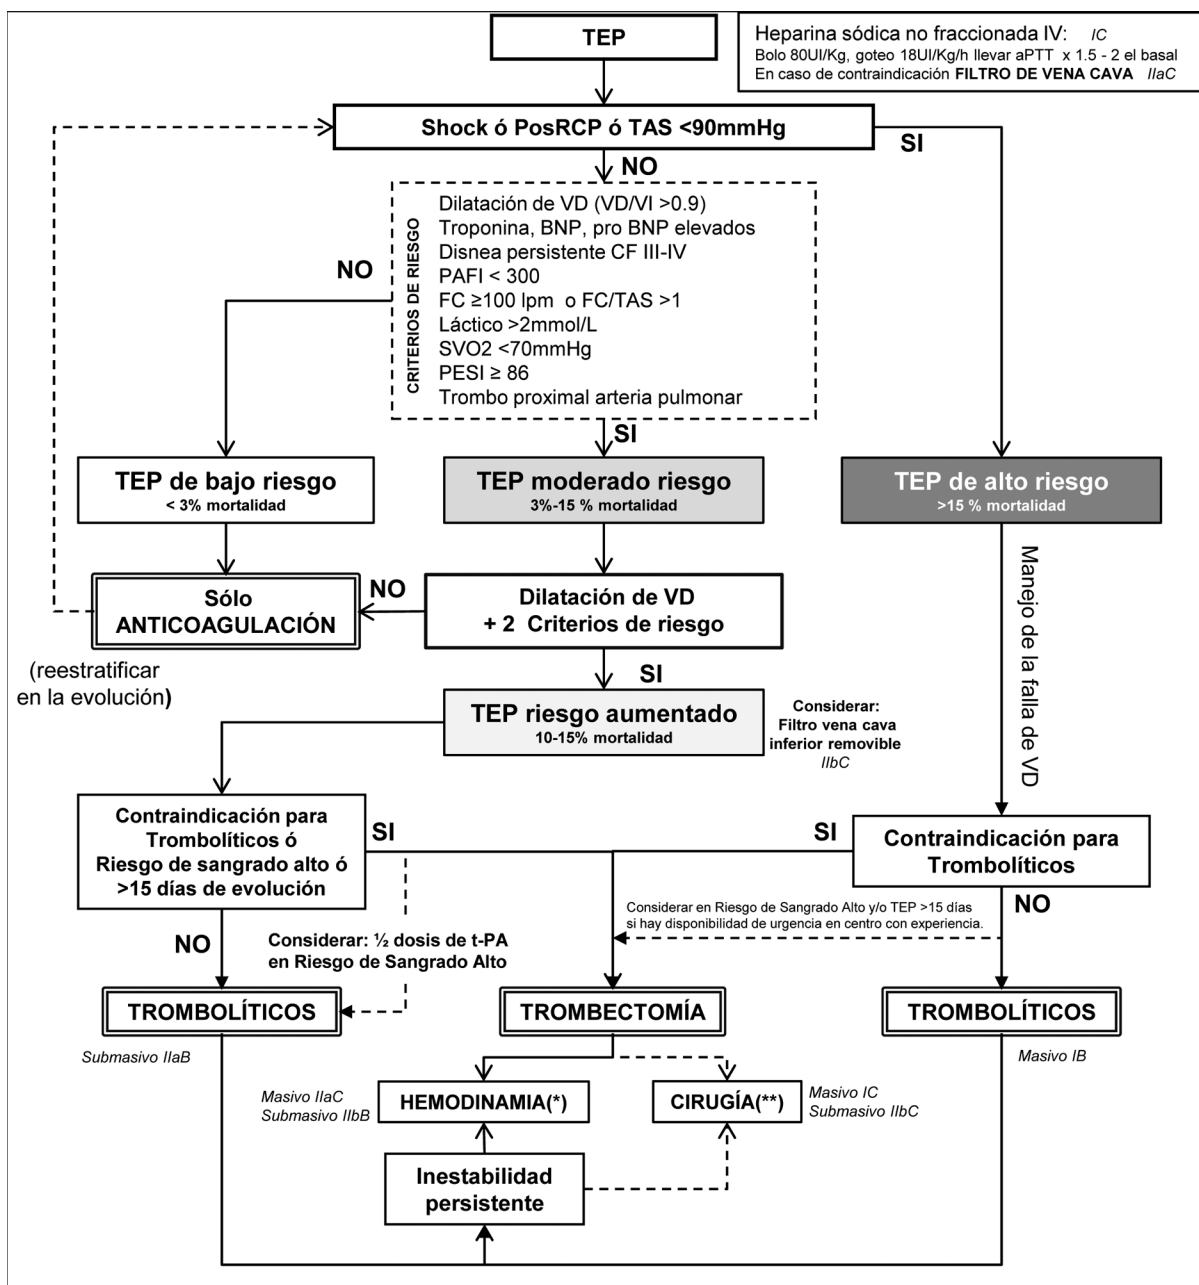 TEP
Heparina sódica no fraccionada IV: IC
Bolo 80UI/Kg, goteo 18UI/Kg/h llevar aPTT x 1.5 - 2 el basal
En caso de contraindicación FILTRO DE VENA CAVA IIaC
Shock ó PosRCP ó TAS <90mmHg
SI
NO
CRITERIOS DE RIESGO
Dilatación de VD (VD/VI >0.9)
Troponina, BNP, pro BNP elevados
Disnea persistente CF III-IV
PAFI < 300
FC ≥100 lpm o FC/TAS >1
Láctico >2mmol/L
SVO2 <70mmHg
PESI ≥ 86
Trombo proximal arteria pulmonar
NO
SI
TEP de bajo riesgo
< 3% mortalidad
TEP moderado riesgo
3%-15 % mortalidad
TEP de alto riesgo
>15 % mortalidad
Sólo
ANTICOAGULACIÓN
NO
Dilatación de VD
+ 2 Criterios de riesgo
Manejo de la falla de VD
(reestratificar
en la evolución)
SI
TEP riesgo aumentado
10-15% mortalidad
Considerar:
Filtro vena cava
inferior removible
IIbC
Contraindicación para
Trombolíticos ó
Riesgo de sangrado alto ó
>15 días de evolución
SI
SI
Contraindicación para
Trombolíticos
NO
Considerar en Riesgo de Sangrado Alto y/o TEP >15 días
si hay disponibilidad de urgencia en centro con experiencia.
NO
Considerar: ½ dosis de t-PA
en Riesgo de Sangrado Alto
TROMBOLÍTICOS
TROMBECTOMÍA
TROMBOLÍTICOS
Submasivo IIaB
Masivo IB
Masivo IIaC
Submasivo IIbB
HEMODINAMIA(*)
CIRUGÍA(**)
Masivo IC
Submasivo IIbC
Inestabilidad
persistente